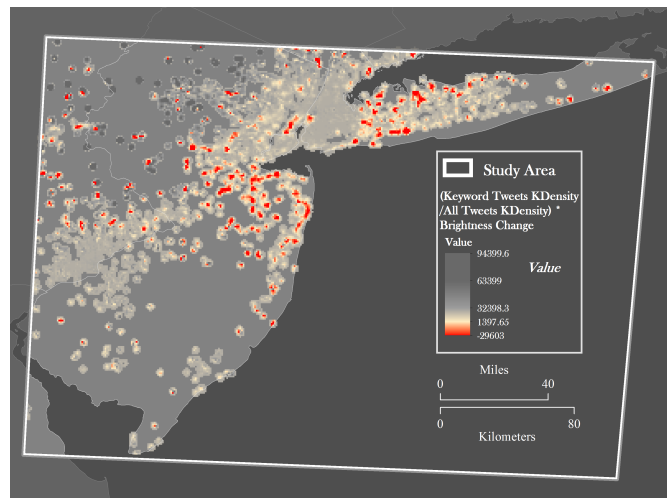 Study Area
(Keyword Tweets KDensity
/All Tweets KDensity) *
Brightness Change
Value
Value
94399.6
63399
32398.3
1397.65
-29603
Miles
0 40
0 80
Kilometers